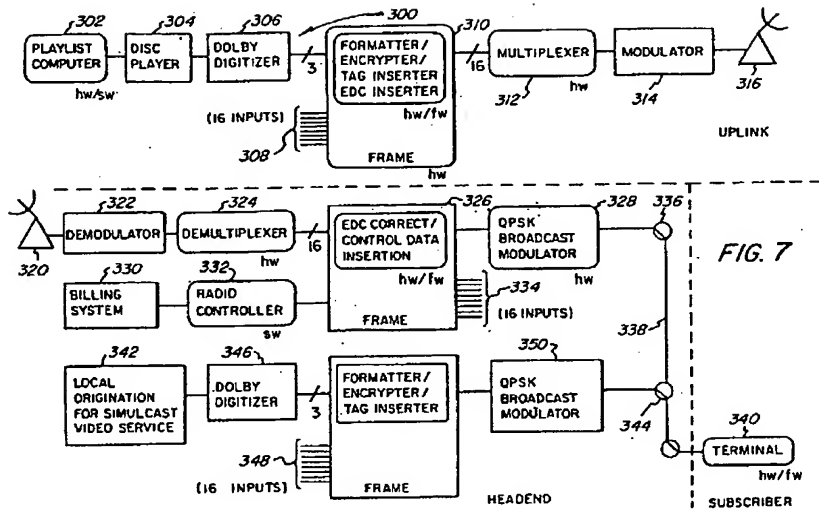 302 304 306 300 310
PLAYLIST
COMPUTER
hw/sw
DISC
PLAYER
DOLBY
DIGITIZER
3
FORMATTER/
ENCRYPTER/
TAG INSERTER
EDC INSERTER
hw/fw
FRAME
hw
(16 INPUTS)
308
16
MULTIPLEXER
312 hw
MODULATOR
314
316
UPLINK
322 324 326 328 336
320
DEMODULATOR
DEMULTIPLEXER
hw
16
EDC CORRECT/
CONTROL DATA
INSERTION
hw/fw
FRAME
QPSK
BROADCAST
MODULATOR
hw
FIG. 7
330 332
BILLING
SYSTEM
RADIO
CONTROLLER
sw
334
(16 INPUTS)
338
342 346 350
LOCAL
ORIGINATION
FOR SIMULCAST
VIDEO SERVICE
DOLBY
DIGITIZER
3
FORMATTER/
ENCRYPTER/
TAG INSERTER
FRAME
QPSK
BROADCAST
MODULATOR
344
348
(16 INPUTS)
340
TERMINAL
hw/fw
HEADEND
SUBSCRIBER